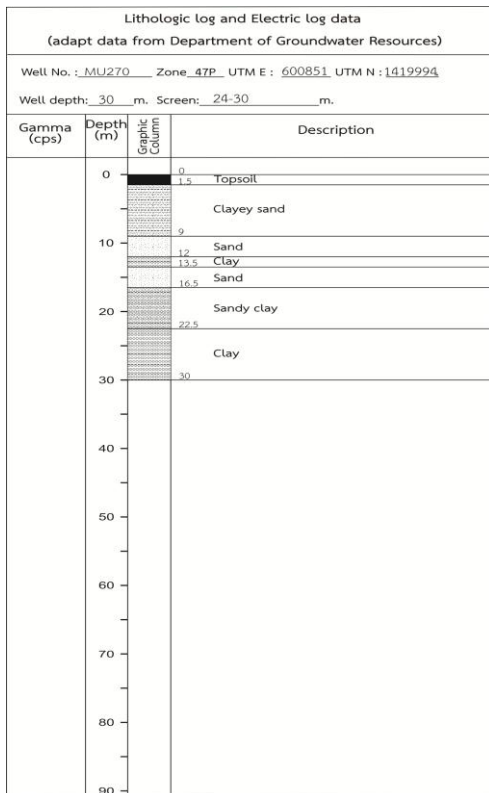 Lithologic log and Electric log data
(adapt data from Department of Groundwater Resources)
Well No. : MU270 Zone 47P UTM E : 600851 UTM N : 1419994
Well depth: 30 m. Screen: 24-30 m.
Gamma (cps)
Depth (m)
Graphic Column
Description
0
0
1.5 Topsoil
Clayey sand
9
10
Sand
12
Clay
13.5
Sand
16.5
20
Sandy clay
22.5
Clay
30
30
40
50
60
70
80
90